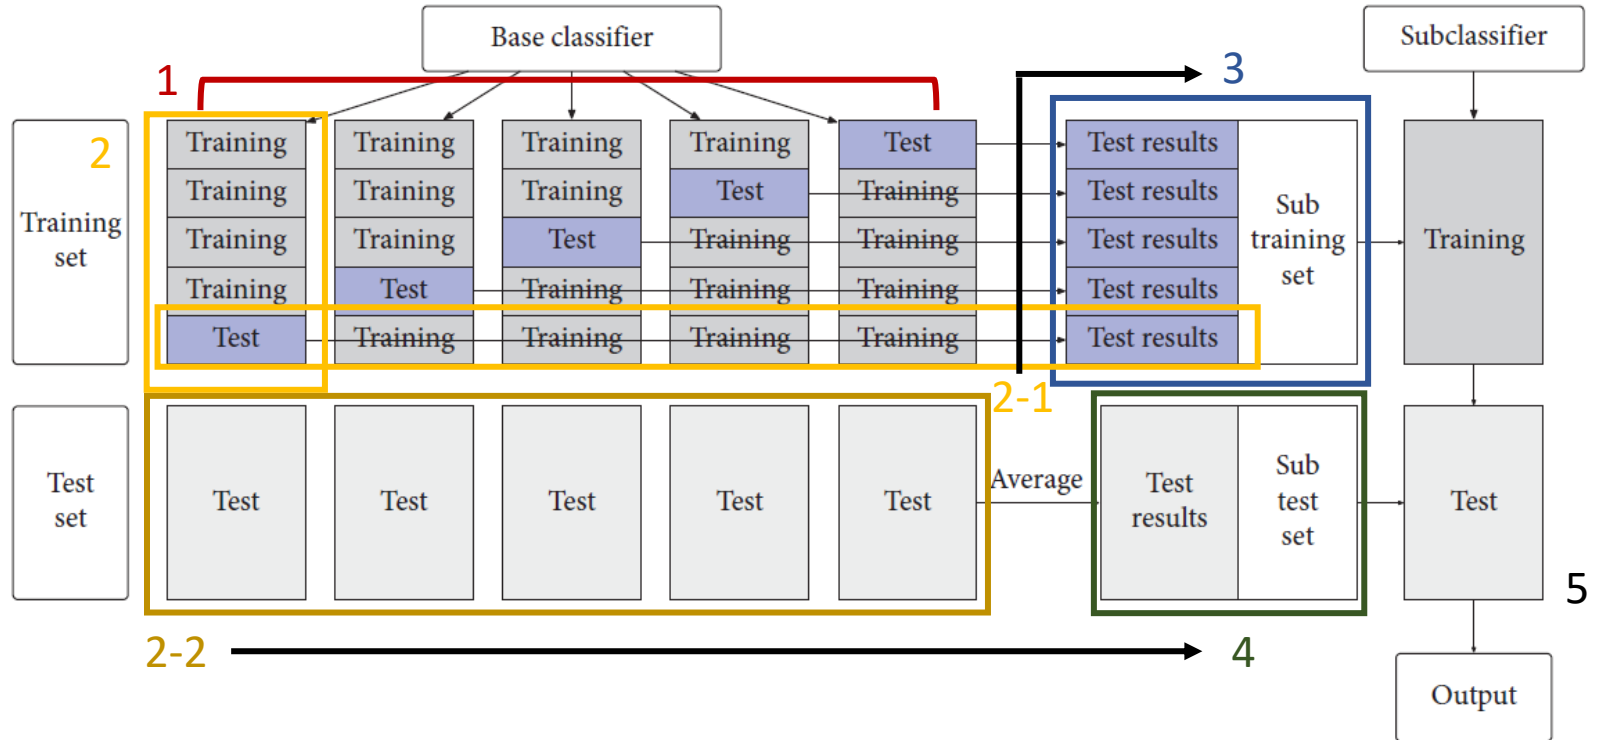 Base classifier
Subclassifier
1
3
2
Training
set
Training
Training
Training
Training
Test
Test results
Training
Training
Training
Test
Training
Test results
Training
Training
Test
Training
Training
Test results
Training
Test
Training
Training
Training
Test results
Test
Training
Training
Training
Training
Test results
Sub
training
set
Training
2-1
Test
set
Test
Test
Test
Test
Test
Average
Test
results
Sub
test
set
Test
5
2-2
4
Output